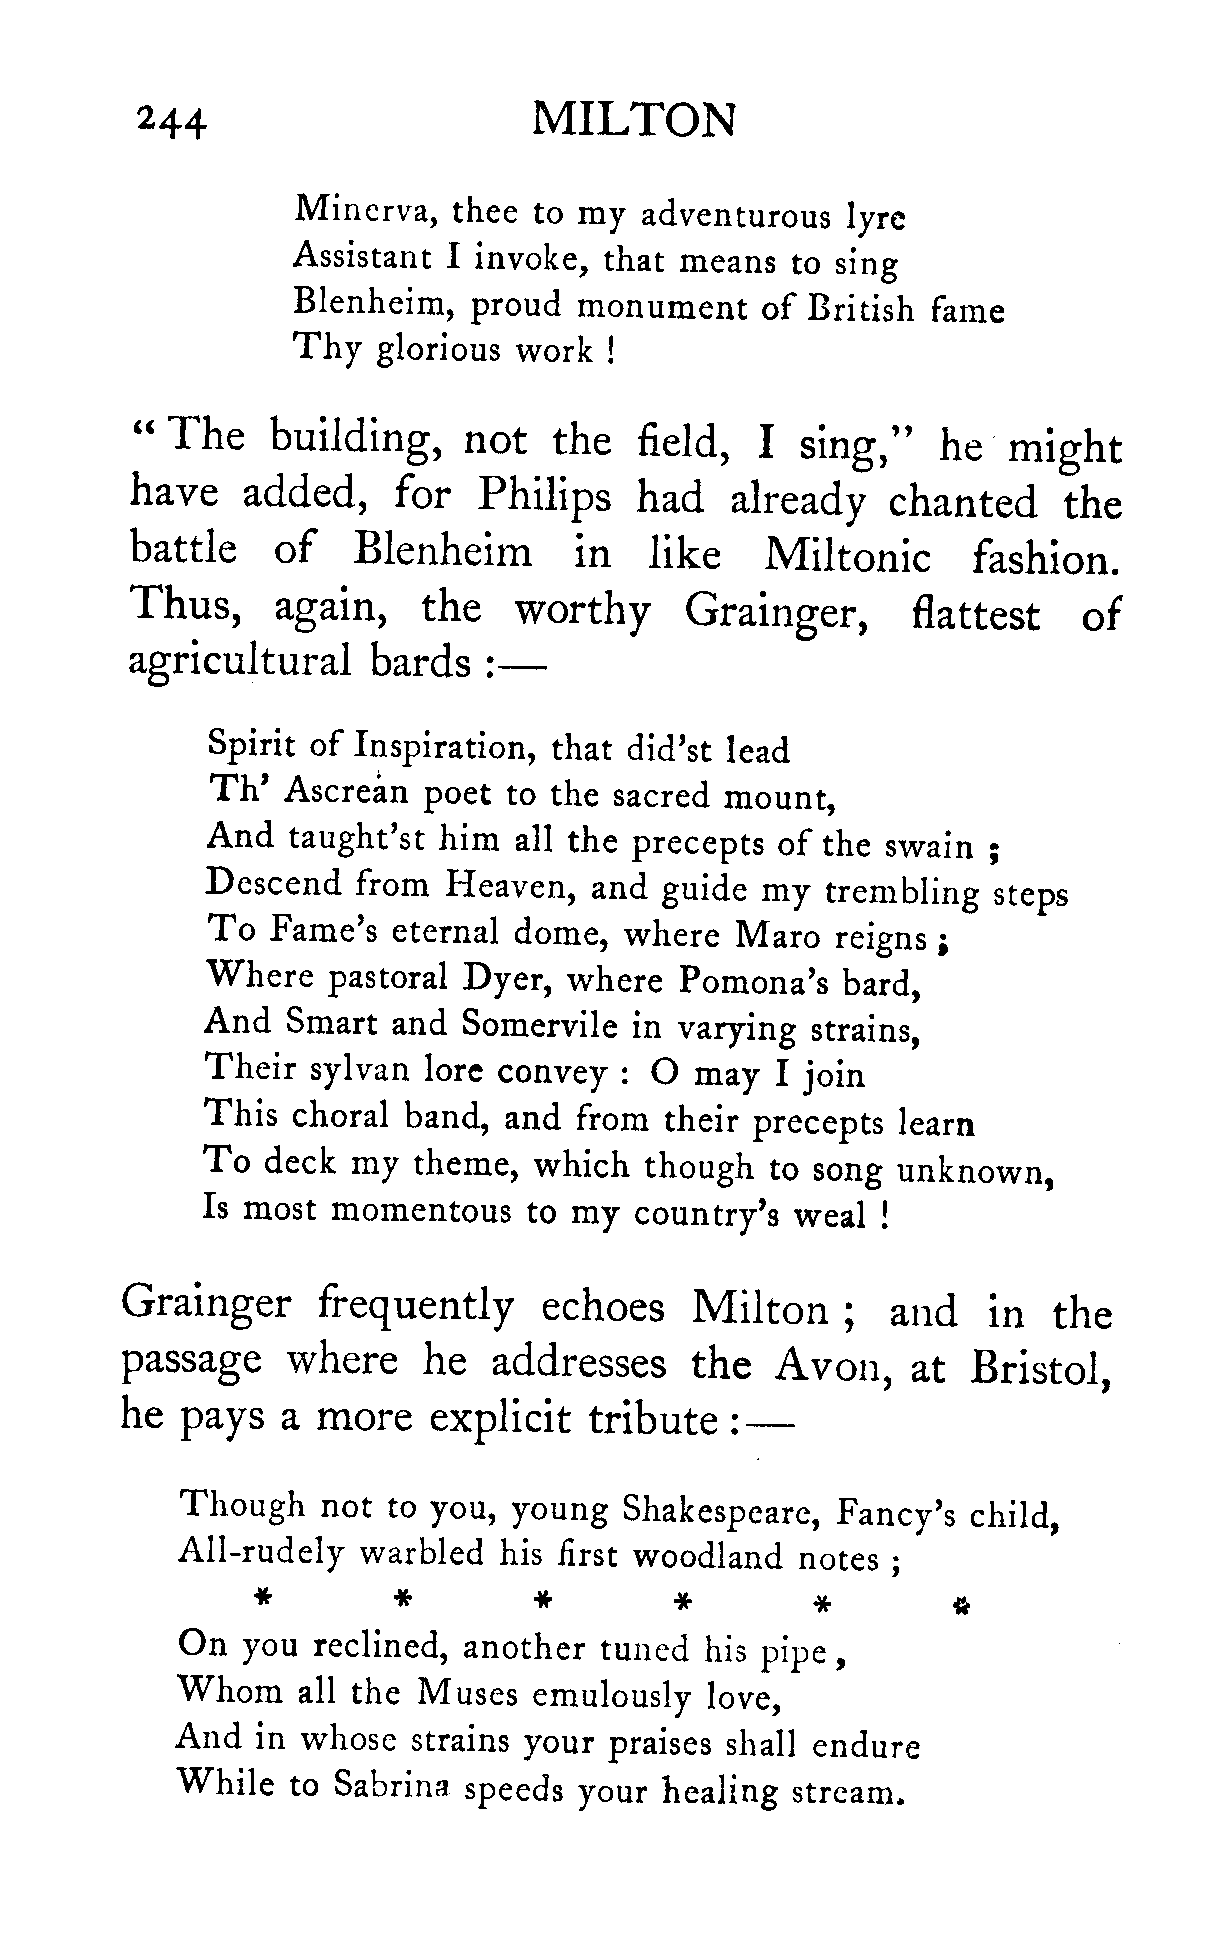 244 MILTON
Minerva, thee to my adventurous lyre
Assistant I invoke, that means to sing
Blenheim, proud monument of British fame
Thy glorious work !
“ The building, not the field, I sing,” he might
have added, for Philips had already chanted the
battle of Blenheim in like Miltonic fashion.
Thus, again, the worthy Grainger, flattest of
agricultural bards :—
Spirit of Inspiration, that did’st lead
Th’ Ascrean poet to the sacred mount,
And taught’st him all the precepts of the swain ;
Descend from Heaven, and guide my trembling steps
To Fame’s eternal dome, where Maro reigns ;
Where pastoral Dyer, where Pomona’s bard,
And Smart and Somervile in varying strains,
Their sylvan lore convey : O may I join
This choral band, and from their precepts learn
To deck my theme, which though to song unknown,
Is most momentous to my country’s weal !
Grainger frequently echoes Milton ; and in the
passage where he addresses the Avon, at Bristol,
he pays a more explicit tribute :—
Though not to you, young Shakespeare, Fancy’s child,
All-rudely warbled his first woodland notes ;
* * * * * *
On you reclined, another tuned his pipe ,
Whom all the Muses emulously love,
And in whose strains your praises shall endure
While to Sabrina speeds your healing stream.